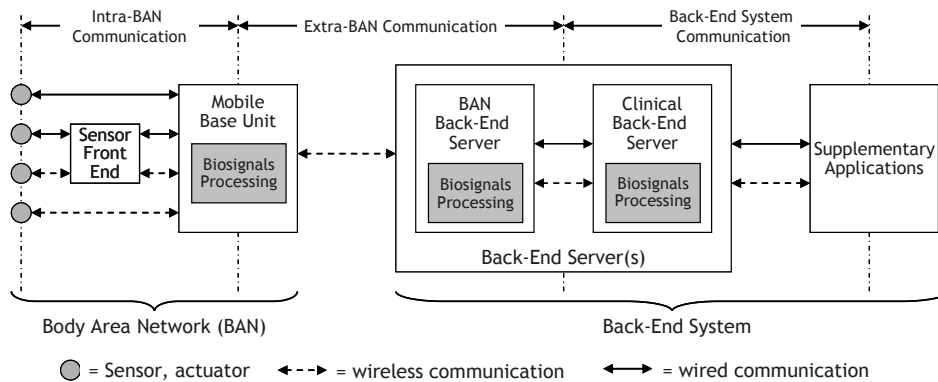 Intra-BAN
Communication
Extra-BAN Communication
Back-End System
Communication
Mobile
Base Unit
Biosignals
Processing
Sensor
Front
End
BAN
Back-End
Server
Biosignals
Processing
Clinical
Back-End
Server
Biosignals
Processing
Supplementary
Applications
Back-End Server(s)
Body Area Network (BAN)
Back-End System
= Sensor, actuator
= wireless communication
= wired communication